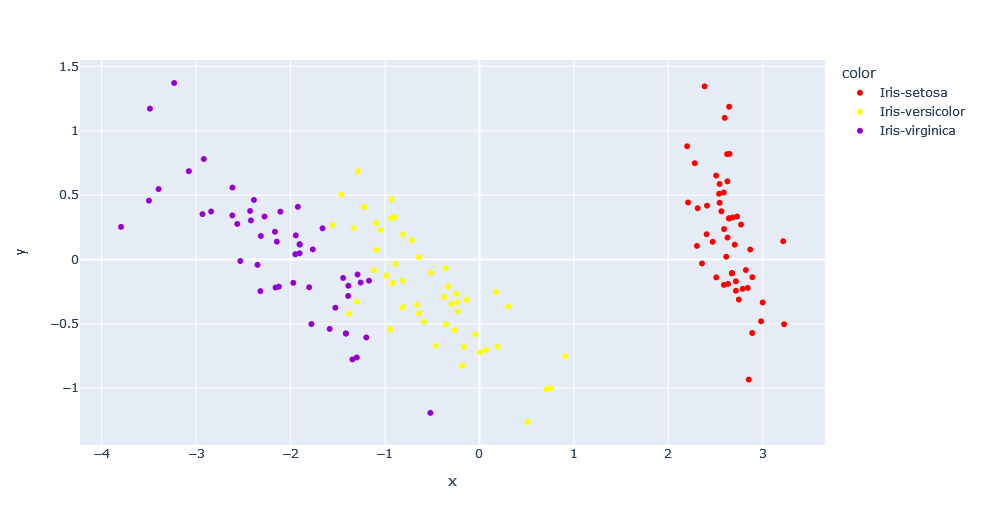 color
Iris-setosa
Iris-versicolor
Iris-virginica
1.5
1
0.5
0
−0.5
−1
y
−4
−3
−2
−1
0
1
2
3
x